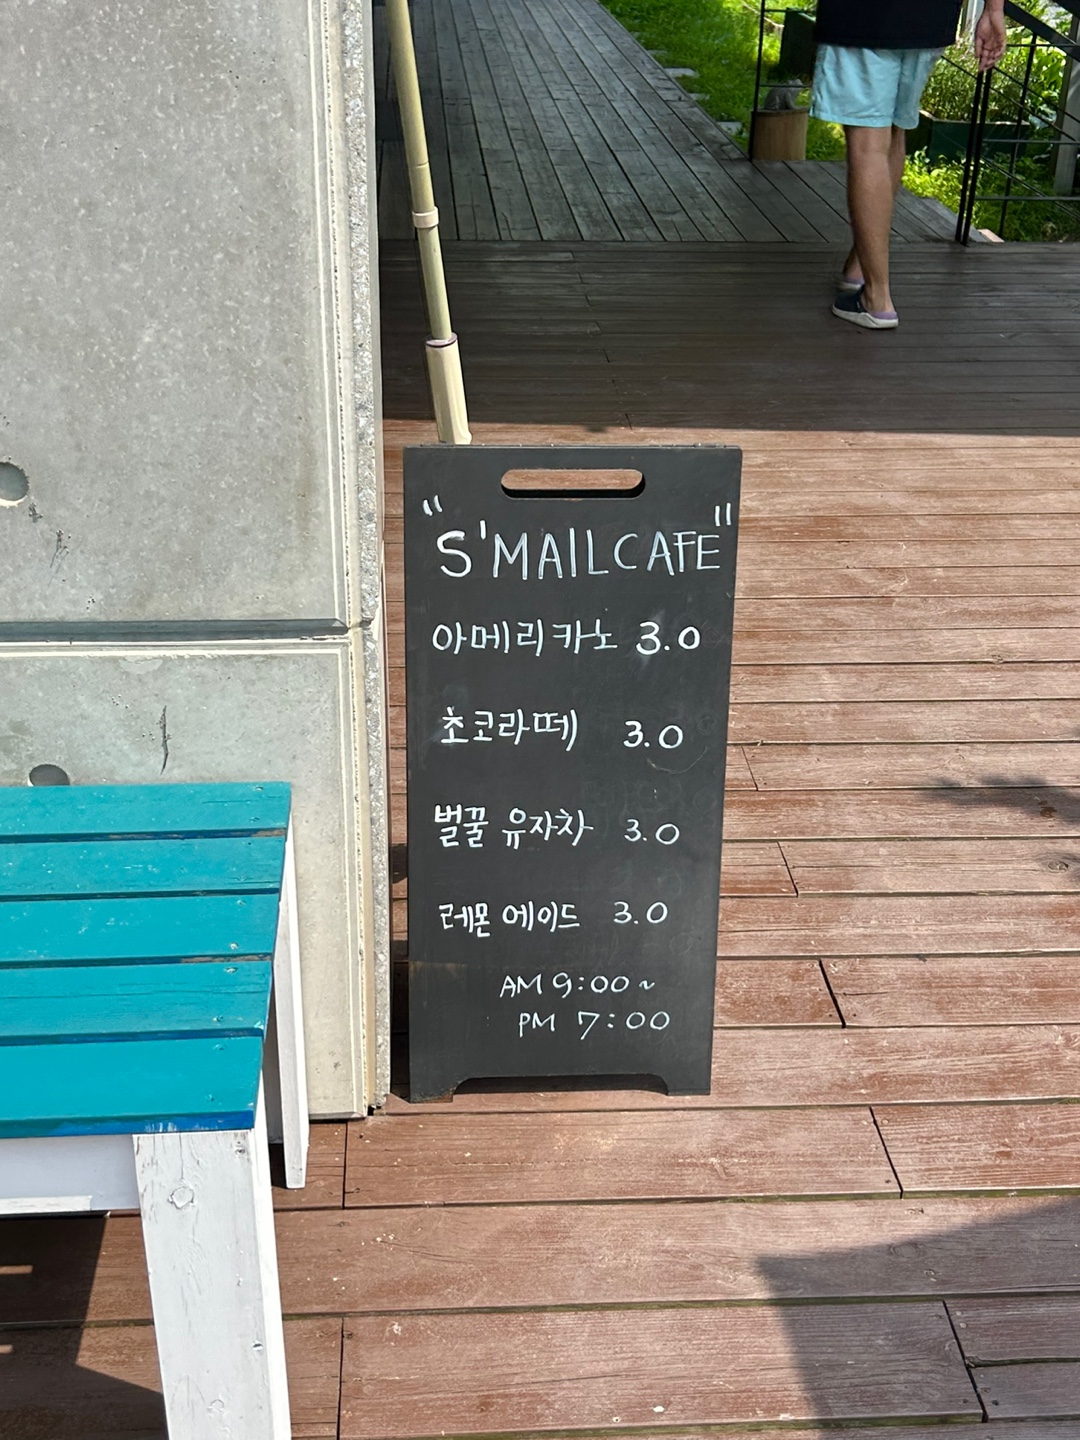 "S'MAILCAFE"
아메리카노 3.0
초코라떼 3.0
벌꿀 유자차 3.0
레몬 에이드 3.0
AM 9:00~
PM 7:00